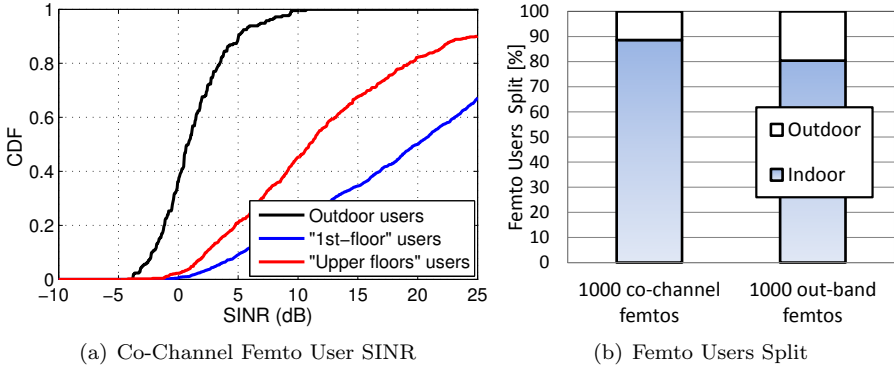 1
0.8
0.6
0.4
0.2
0
CDF
−10
−5
0
5
10
15
20
25
SINR (dB)
Outdoor users
"1st−floor" users
"Upper floors" users
(a) Co-Channel Femto User SINR
100
90
80
70
60
50
40
30
20
10
0
Femto Users Split [%]
Outdoor
Indoor
1000 co-channel
femtos
1000 out-band
femtos
(b) Femto Users Split